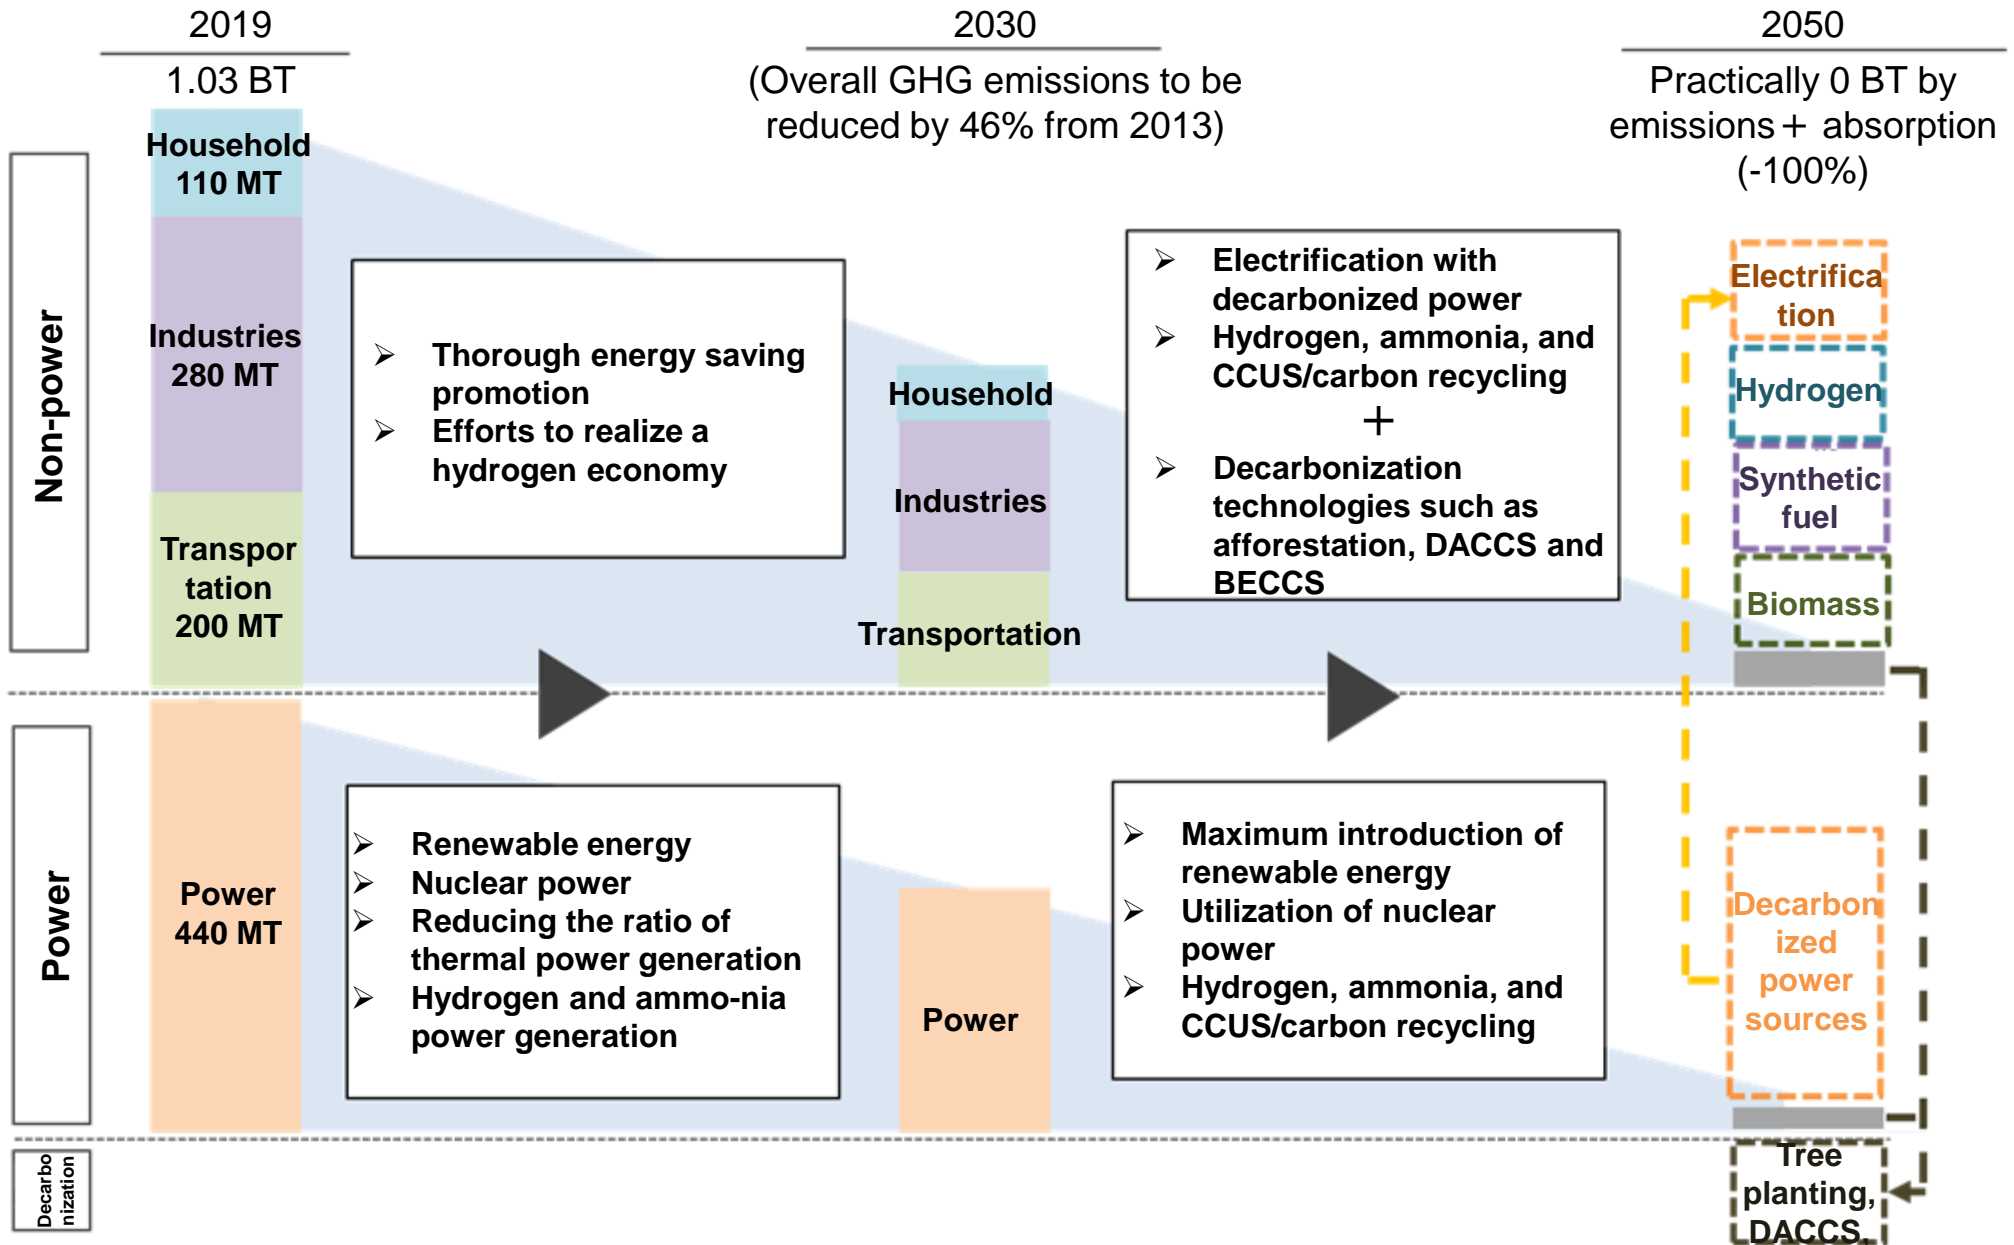 2019
1.03 BT
2030
(Overall GHG emissions to be
reduced by 46% from 2013)
2050
Practically 0 BT by
emissions＋ absorption
(-100%)
Non-power
Household
110 MT
Industries
280 MT
Transpor
tation
200 MT
➢ Thorough energy saving
promotion
➢ Efforts to realize a
hydrogen economy
Household
Industries
Transportation
➢ Electrification with
decarbonized power
➢ Hydrogen, ammonia, and
CCUS/carbon recycling
＋
➢ Decarbonization
technologies such as
afforestation, DACCS and
BECCS
Electrifica
tion
Hydrogen
Synthetic
fuel
Biomass
Power
Power
440 MT
➢ Renewable energy
➢ Nuclear power
➢ Reducing the ratio of
thermal power generation
➢ Hydrogen and ammo-nia
power generation
Power
➢ Maximum introduction of
renewable energy
➢ Utilization of nuclear
power
➢ Hydrogen, ammonia, and
CCUS/carbon recycling
Decarbon
ized
power
sources
Decarbo
nization
Tree
planting,
DACCS,